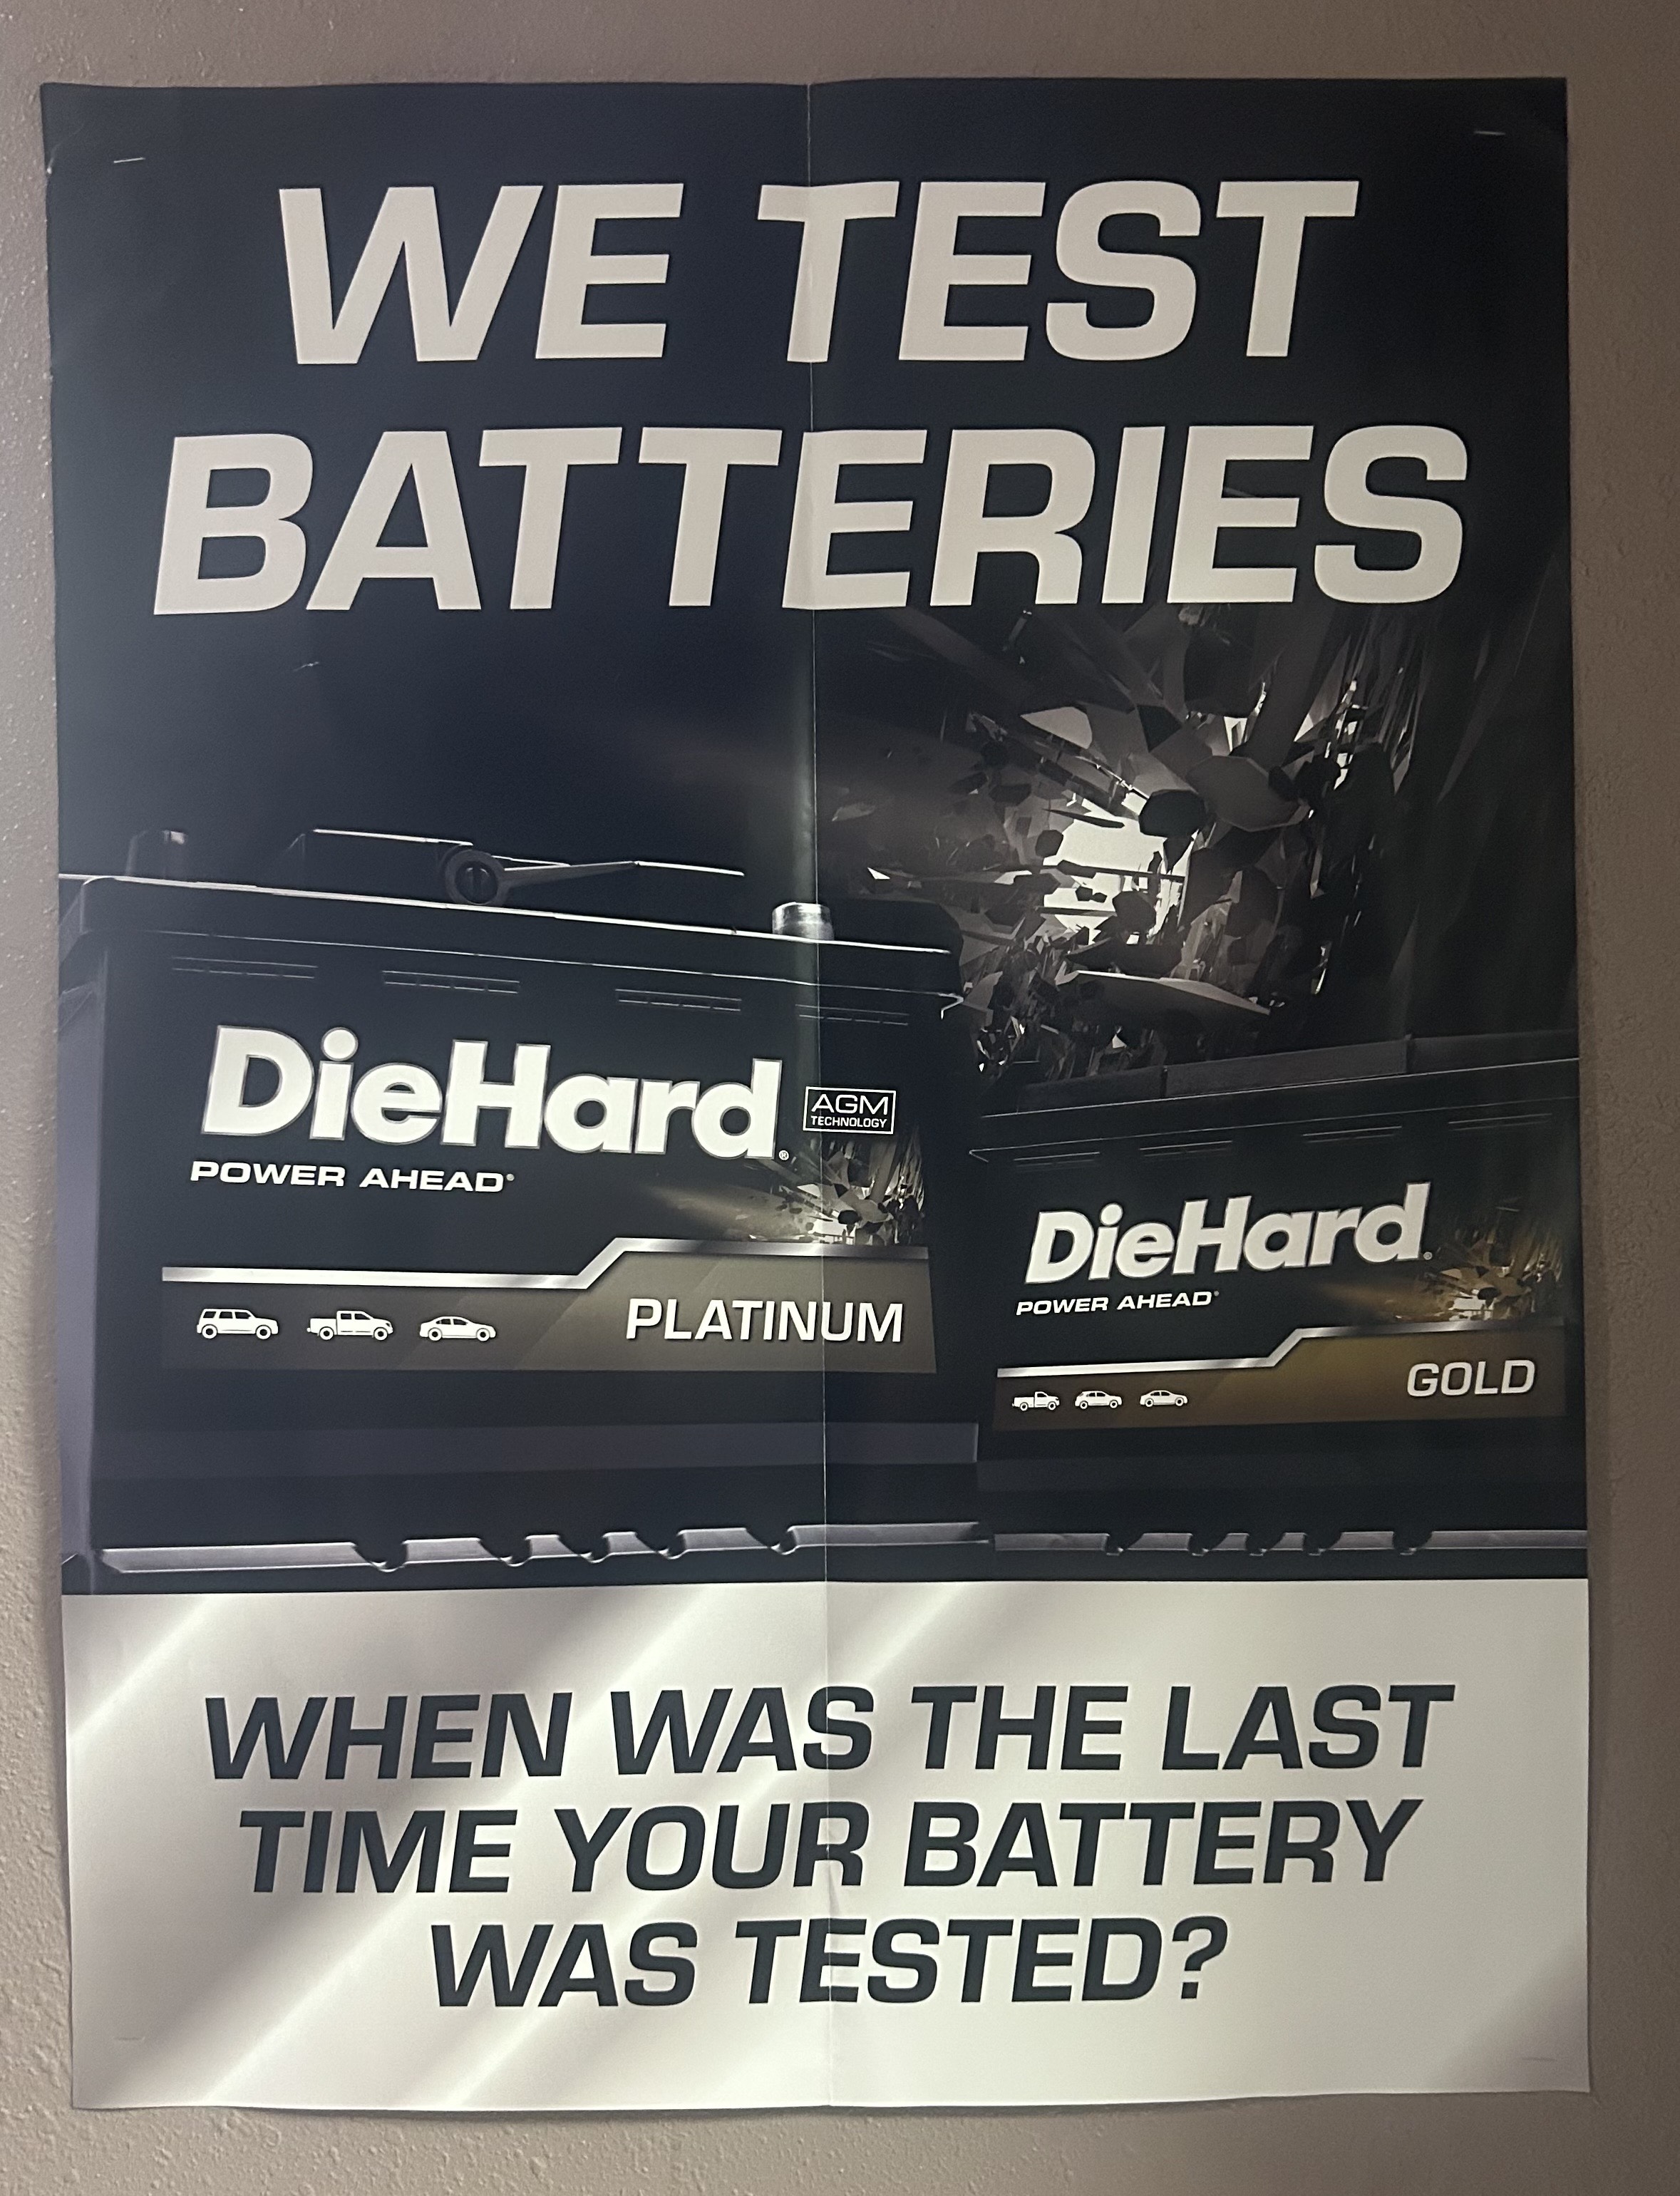 WE TEST
BATTERIES
DieHard®
AGM
TECHNOLOGY
POWER AHEAD®
PLATINUM
DieHard®
POWER AHEAD®
GOLD
WHEN WAS THE LAST
TIME YOUR BATTERY
WAS TESTED?